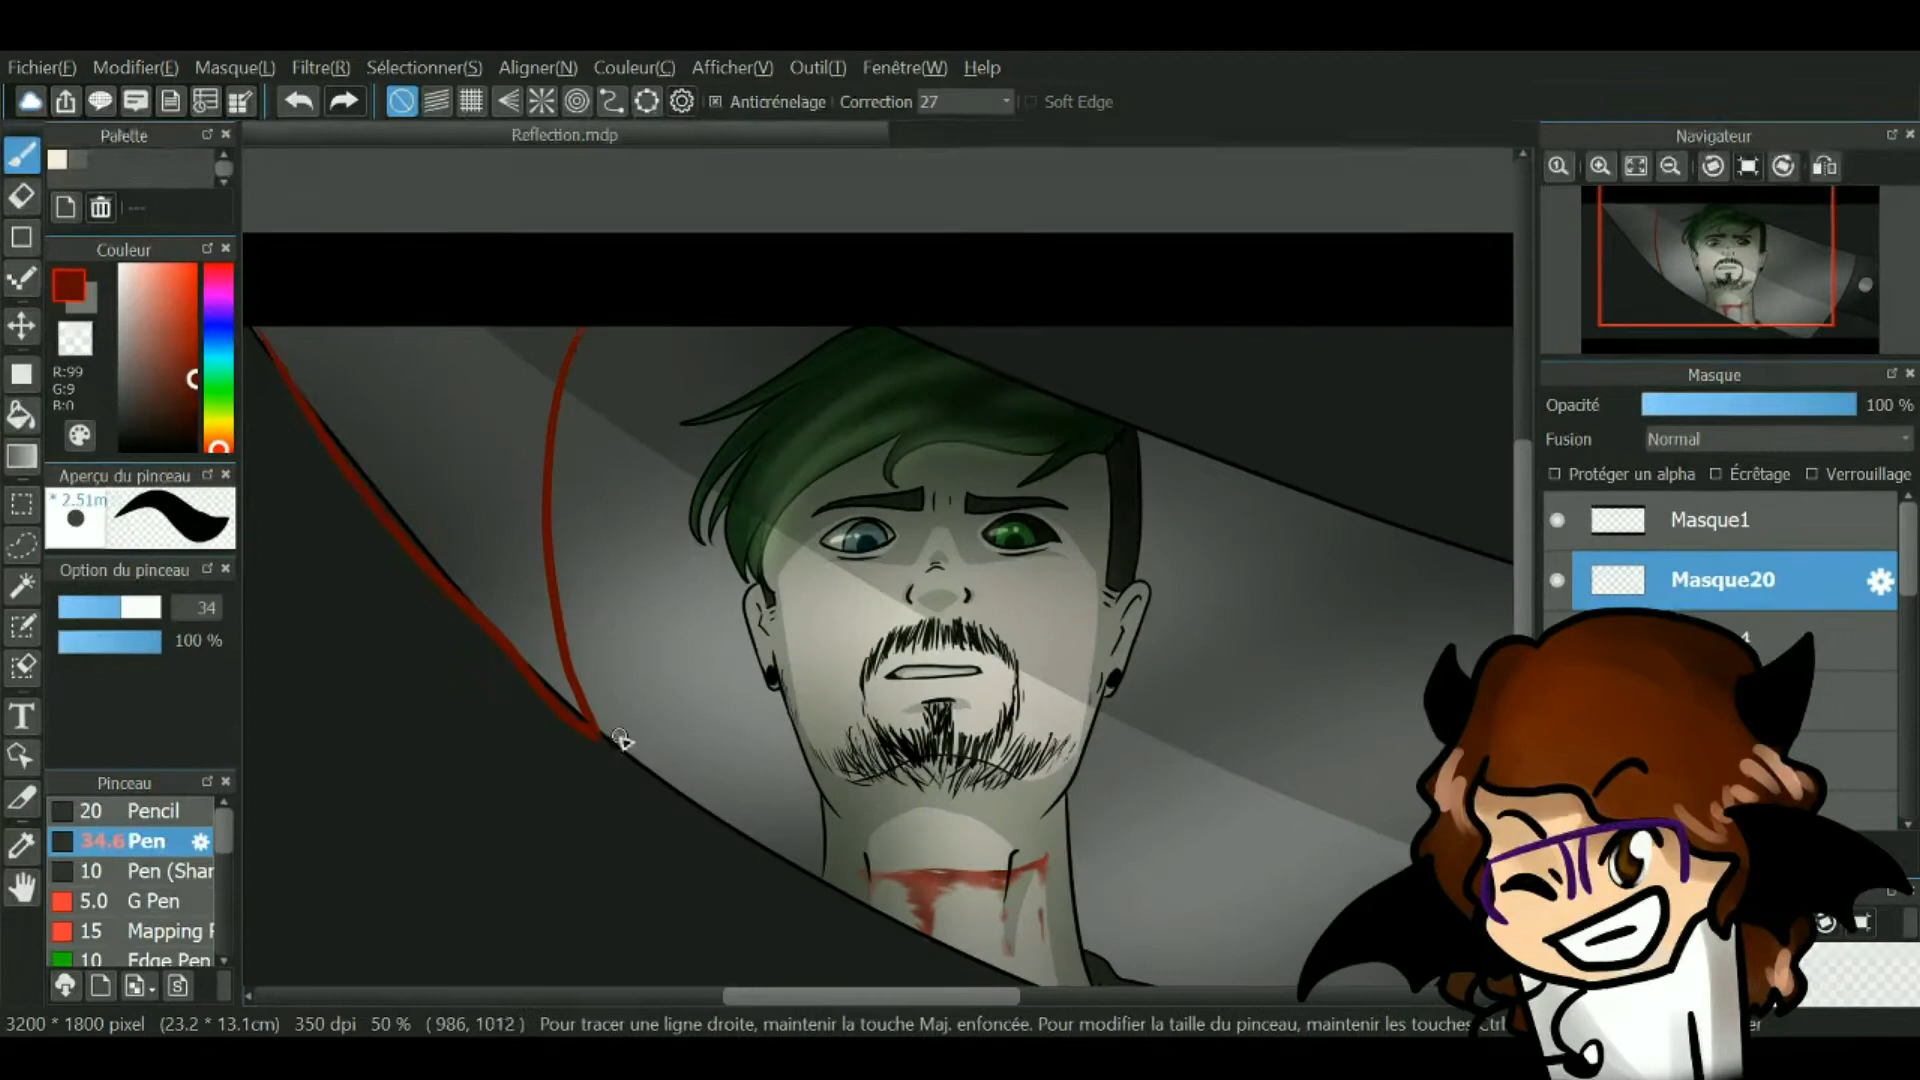 Fichier(F) Modifier(E) Masque(L) Filtre(R) Sélectionner(S) Aligner(N) Couleur(C) Afficher(V) Outil(T) Fenêtre(W) Help
Anticrénelage Correction 27 Soft Edge
Palette
Reflection.mdp
Navigateur
---
Couleur
R:99
G:9
B:0
Masque
Opacité 100 %
Fusion Normal
Protéger un alpha Écrêtage Verrouillage
Aperçu du pinceau
* 2.51m
Masque1
Option du pinceau
Masque20
34
100 %
4
Pinceau
20 Pencil
34.6 Pen
10 Pen (Shar
5.0 G Pen
15 Mapping
10 Edge Pen
3200 * 1800 pixel (23.2 * 13.1cm) 350 dpi 50 % ( 986, 1012 ) Pour tracer une ligne droite, maintenir la touche Maj. enfoncée. Pour modifier la taille du pinceau, maintenir les touches Ctrl